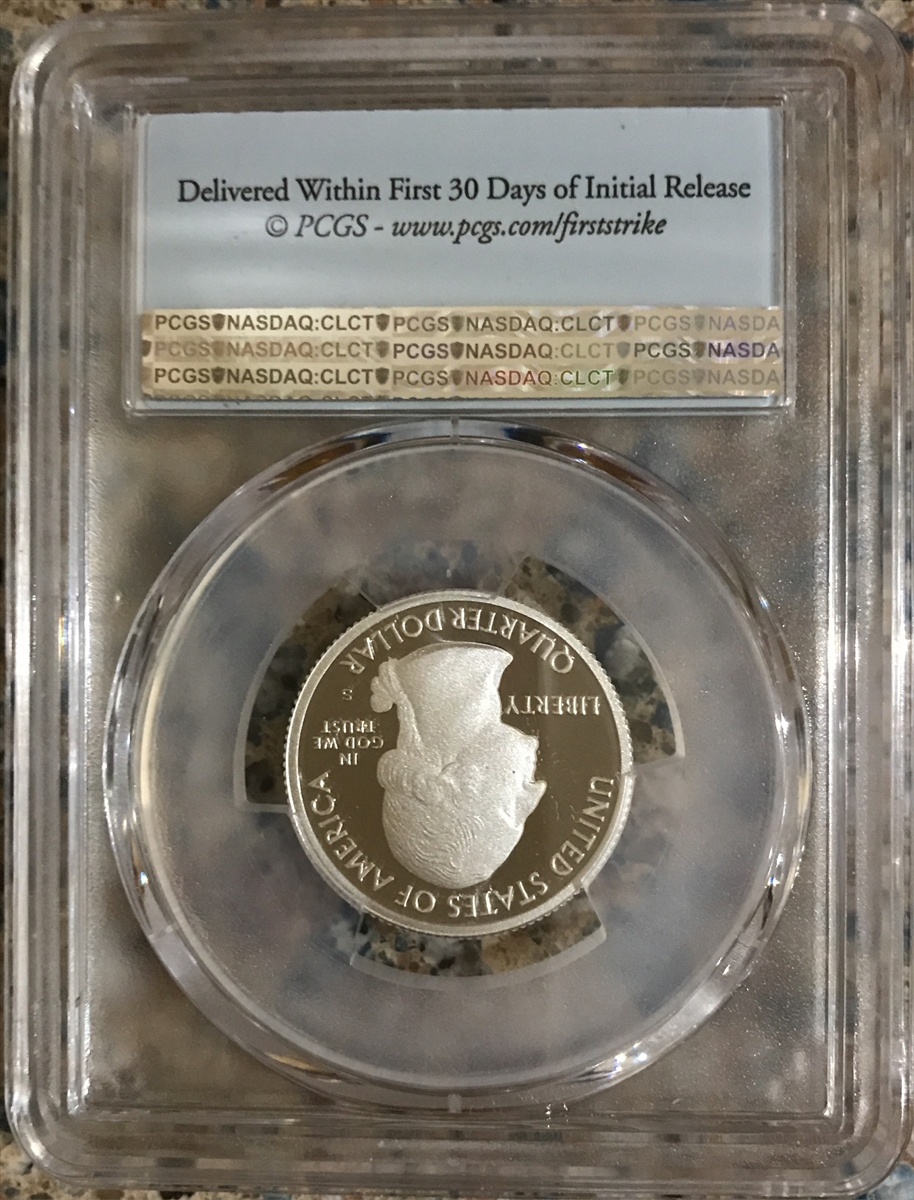 Delivered Within First 30 Days of Initial Release
© PCGS - www.pcgs.com/firststrike
PCGS NASDAQ:CLCT PCGS NASDAQ:CLCT PCGS NASDA
PCGS NASDAQ:CLCT PCGS NASDAQ:CLCT PCGS NASDA
PCGS NASDAQ:CLCT PCGS NASDAQ:CLCT PCGS NASDA
UNITED STATES OF AMERICA
LIBERTY
IN
GOD WE
TRUST
S
QUARTER DOLLAR